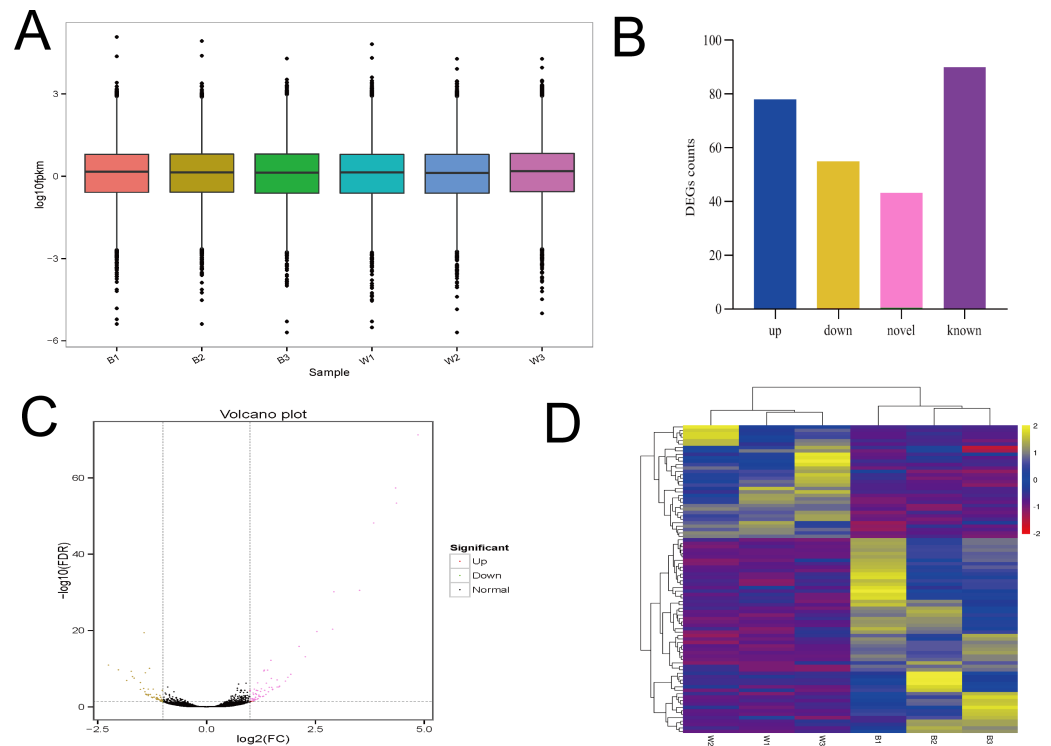 A
log10fpkm
3
0
−3
−6
B1
B2
B3
W1
W2
W3
Sample
B
DEGs counts
100
80
60
40
20
0
up
down
novel
known
C
Volcano plot
−log10(FDR)
60
40
20
0
−2.5
0.0
2.5
5.0
log2(FC)
Significant
Up
Down
Normal
D
2
1
0
-1
-2
W2
W1
W3
B1
B2
B3